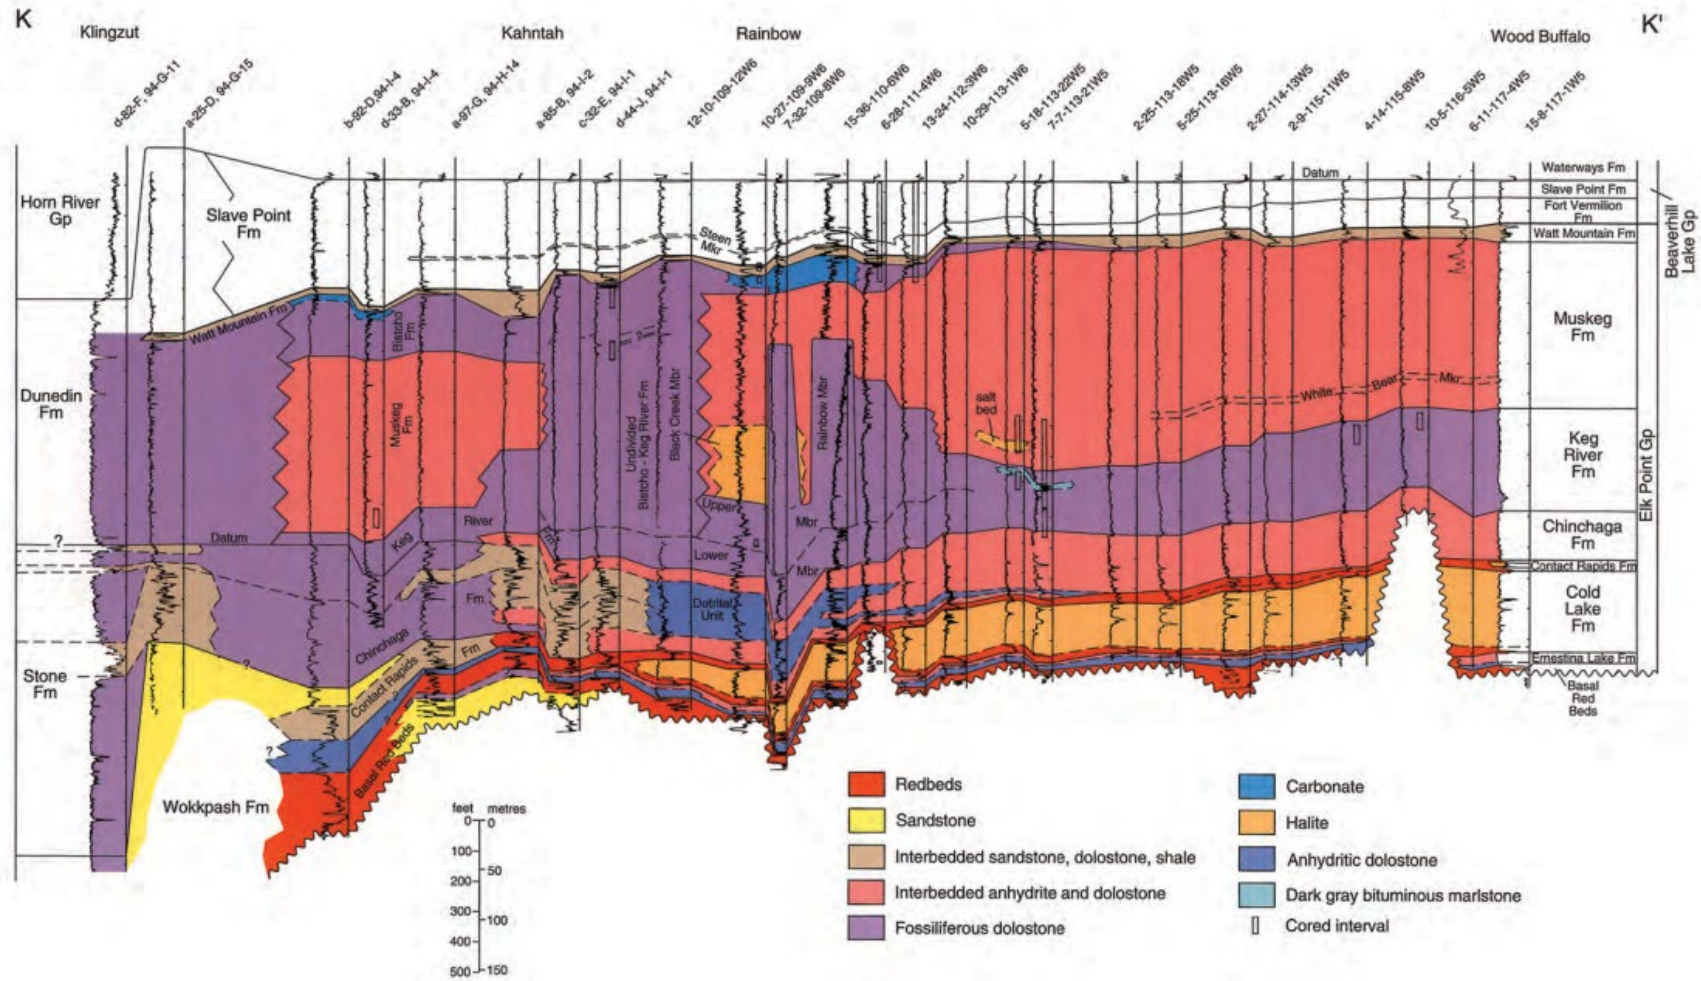 K
K'
Klingzut
Kahntah
Rainbow
Wood Buffalo
d-82-F, 94-G-11
a-25-D, 94-G-15
b-92-D, 94-I-4
d-33-B, 94-I-4
a-97-G, 94-H-14
a-85-B, 94-I-2
c-32-E, 94-I-1
d-44-J, 94-I-1
12-10-109-12W6
10-27-109-9W6
7-32-109-8W6
15-36-110-6W6
6-28-111-4W6
13-24-112-3W6
10-29-113-1W6
5-18-113-22W5
7-7-113-21W5
2-25-113-18W5
5-25-113-16W5
2-27-114-13W5
2-9-115-11W5
4-14-115-8W5
10-5-116-5W5
6-11-117-4W5
15-8-117-1W5
Horn River
Gp
Slave Point
Fm
Watt Mountain Fm
Dunedin
Fm
Datum
?
Stone
Fm
Wokkpash Fm
?
?
Bistcho
Fm
Muskeg
Fm
Keg
River
Fm
Chinchaga
Fm
Contact Rapids
Fm
?
?
Basal Red Beds
Steen
Mkr
?
Undivided
Bistcho - Keg River Fm
Black Creek Mbr
Rainbow Mbr
Upper
Mbr
Lower
Mbr
Detrital
Unit
salt
bed
White
Bear
Mkr
Datum
Waterways Fm
Slave Point Fm
Fort Vermilion
Fm
Watt Mountain Fm
Beaverhill
Lake Gp
Muskeg
Fm
Keg
River
Fm
Elk Point Gp
Chinchaga
Fm
Contact Rapids Fm
Cold
Lake
Fm
Ernestina Lake Fm
Basal
Red
Beds
feet metres
0 0
100
50
200
300
100
400
500 150
Redbeds
Sandstone
Interbedded sandstone, dolostone, shale
Interbedded anhydrite and dolostone
Fossiliferous dolostone
Carbonate
Halite
Anhydritic dolostone
Dark gray bituminous marlstone
Cored interval